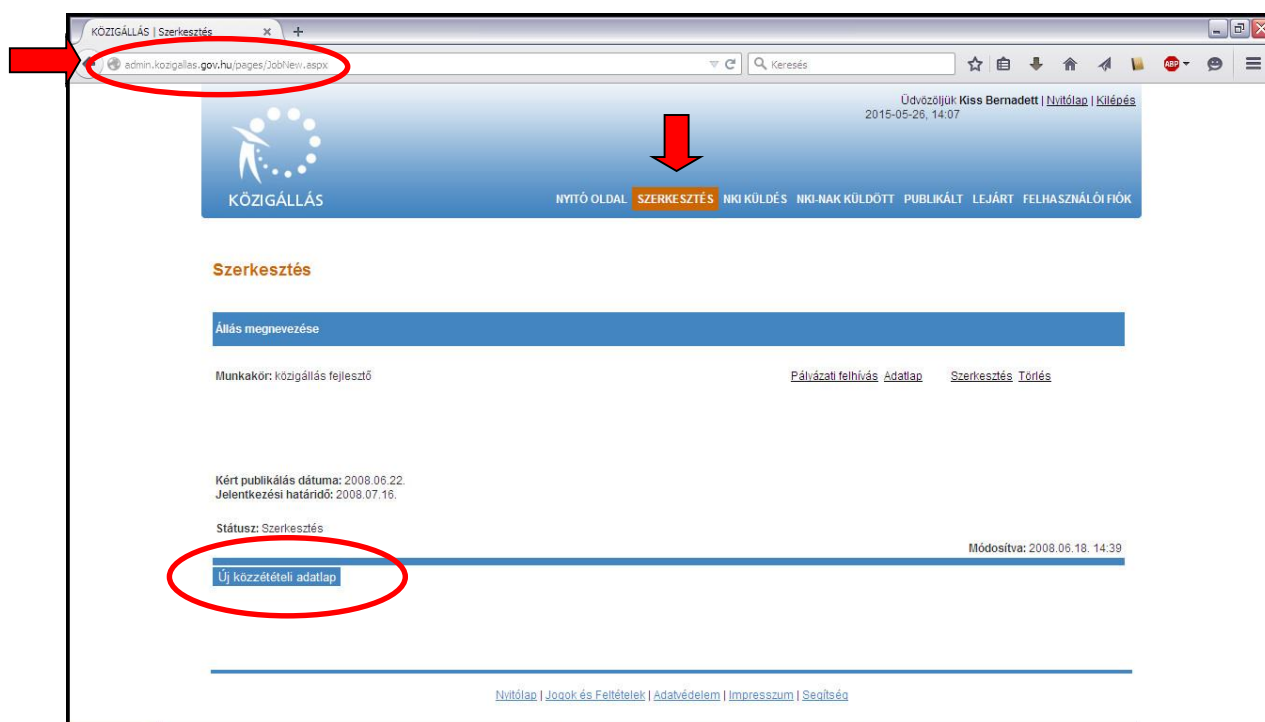 KÖZIGÁLLÁS | Szerkesztés
admin.kozigallas.gov.hu/pages/JobNew.aspx
Keresés
ABP
Üdvözöljük Kiss Bernadett | Nyitólap | Kilépés
2015-05-26, 14:07
KÖZIGÁLLÁS
NYITÓ OLDAL SZERKESZTÉS NKI KÜLDÉS NKI-NAK KÜLDÖTT PUBLIKÁLT LEJÁRT FELHASZNÁLÓI FIÓK
Szerkesztés
Állás megnevezése
Munkakör: közigállás fejlesztő
Pályázati felhívás Adatlap Szerkesztés Törlés
Kért publikálás dátuma: 2008.06.22.
Jelentkezési határidő: 2008.07.16.
Státusz: Szerkesztés
Módosítva: 2008.06.18. 14:39
Új közzétételi adatlap
Nyitólap | Jogok és Feltételek | Adatvédelem | Impresszum | Segítség